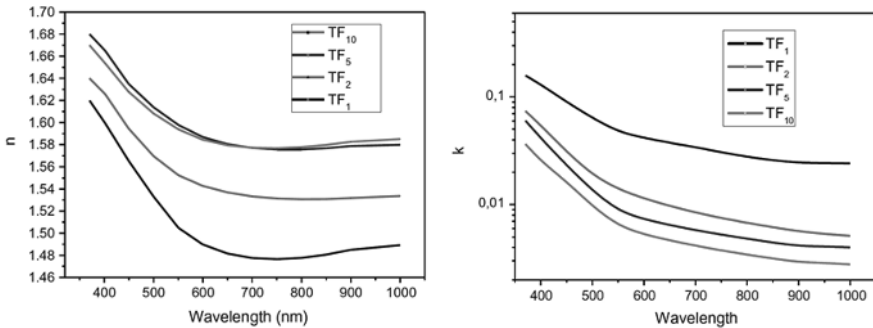 1.70
1.68
1.66
1.64
1.62
1.60
1.58
1.56
1.54
1.53
1.50
1.48
1.46
n
400 500 600 700 800 900 1000
Wavelength (nm)
TF10
TF5
TF2
TF1
k
0,1
0,01
400 500 600 700 800 900 1000
Wavelength
TF1
TF2
TF5
TF10